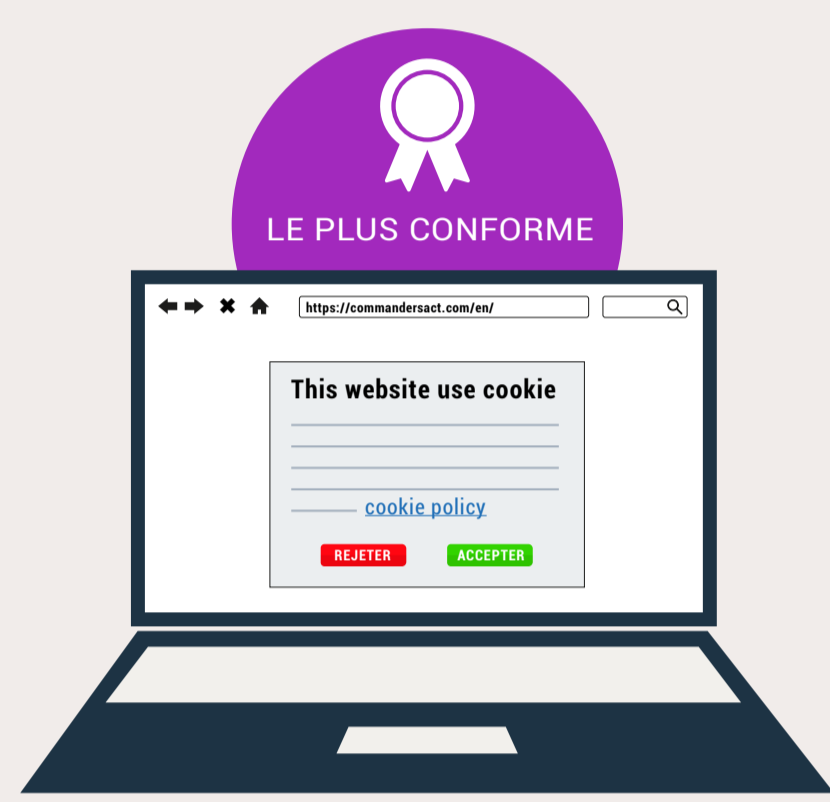 LE PLUS CONFORME
https://commandersact.com/en/
This website use cookie
cookie policy
REJETER ACCEPTER